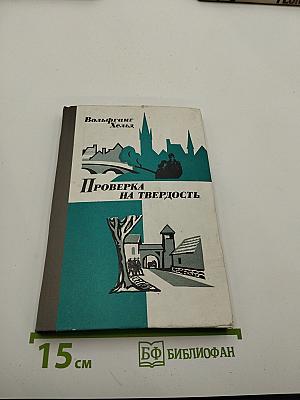 Вольфганг
Хельд
Проверка
на твердость
15 см
БФ БИБЛИОФАН